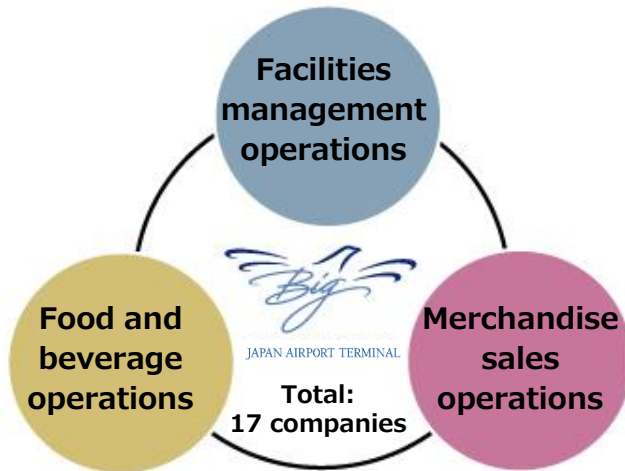 Facilities
management
operations
Big
JAPAN AIRPORT TERMINAL
Food and
beverage
operations
Merchandise
sales
operations
Total:
17 companies